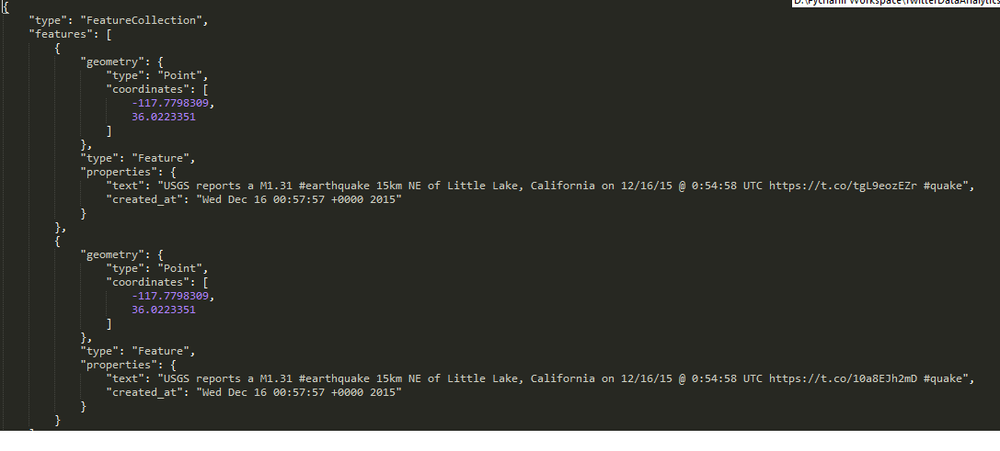 D:\Pycharm Workspace\TwitterDataAnalytics
{
    "type": "FeatureCollection",
    "features": [
        {
            "geometry": {
                "type": "Point",
                "coordinates": [
                    -117.7798309,
                    36.0223351
                ]
            },
            "type": "Feature",
            "properties": {
                "text": "USGS reports a M1.31 #earthquake 15km NE of Little Lake, California on 12/16/15 @ 0:54:58 UTC https://t.co/tgL9eozEZr #quake",
                "created_at": "Wed Dec 16 00:57:57 +0000 2015"
            }
        },
        {
            "geometry": {
                "type": "Point",
                "coordinates": [
                    -117.7798309,
                    36.0223351
                ]
            },
            "type": "Feature",
            "properties": {
                "text": "USGS reports a M1.31 #earthquake 15km NE of Little Lake, California on 12/16/15 @ 0:54:58 UTC https://t.co/10a8EJh2mD #quake",
                "created_at": "Wed Dec 16 00:57:57 +0000 2015"
            }
        }